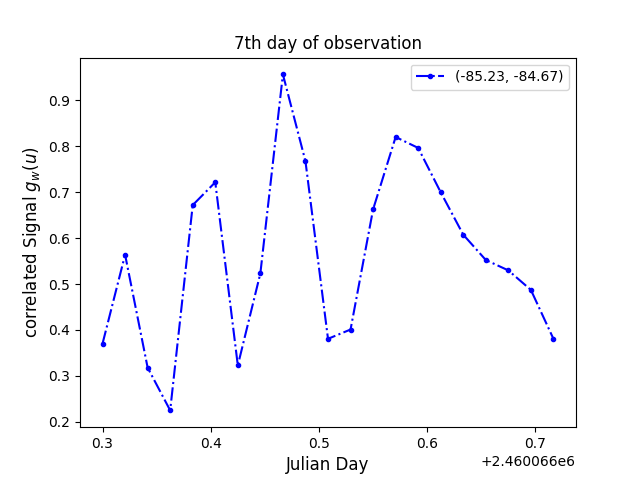 7th day of observation
(-85.23, -84.67)
correlated Signal g_w(u)
0.9
0.8
0.7
0.6
0.5
0.4
0.3
0.2
0.3 0.4 0.5 0.6 0.7
+2.460066e6
Julian Day